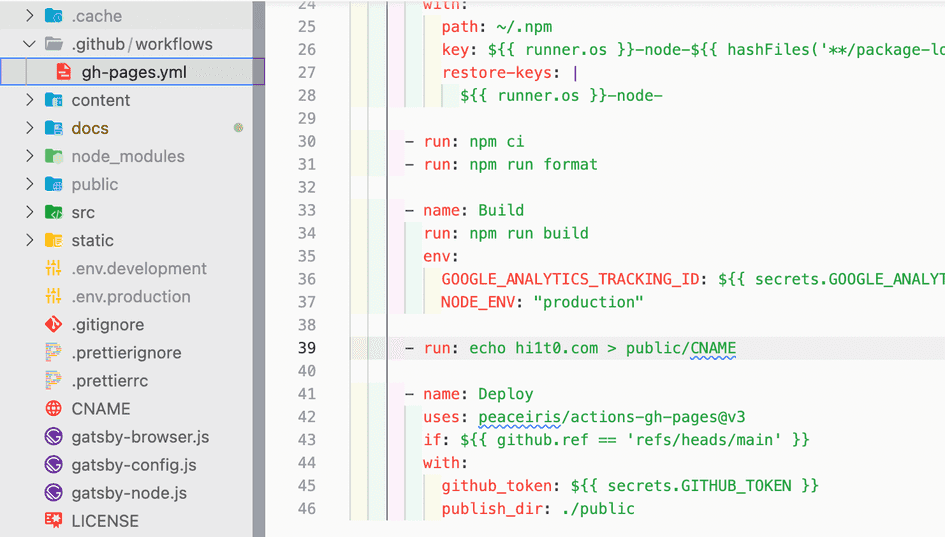 .cache
.github/workflows
gh-pages.yml
content
docs
node_modules
public
src
static
.env.development
.env.production
.gitignore
.prettierignore
.prettierrc
CNAME
gatsby-browser.js
gatsby-config.js
gatsby-node.js
LICENSE
24 with:
25 path: ~/.npm
26 key: ${{ runner.os }}-node-${{ hashFiles('**/package-lo
27 restore-keys: |
28 ${{ runner.os }}-node-
29
30 - run: npm ci
31 - run: npm run format
32
33 - name: Build
34 run: npm run build
35 env:
36 GOOGLE_ANALYTICS_TRACKING_ID: ${{ secrets.GOOGLE_ANALYT
37 NODE_ENV: "production"
38
39 - run: echo hi1t0.com > public/CNAME
40
41 - name: Deploy
42 uses: peaceiris/actions-gh-pages@v3
43 if: ${{ github.ref == 'refs/heads/main' }}
44 with:
45 github_token: ${{ secrets.GITHUB_TOKEN }}
46 publish_dir: ./public